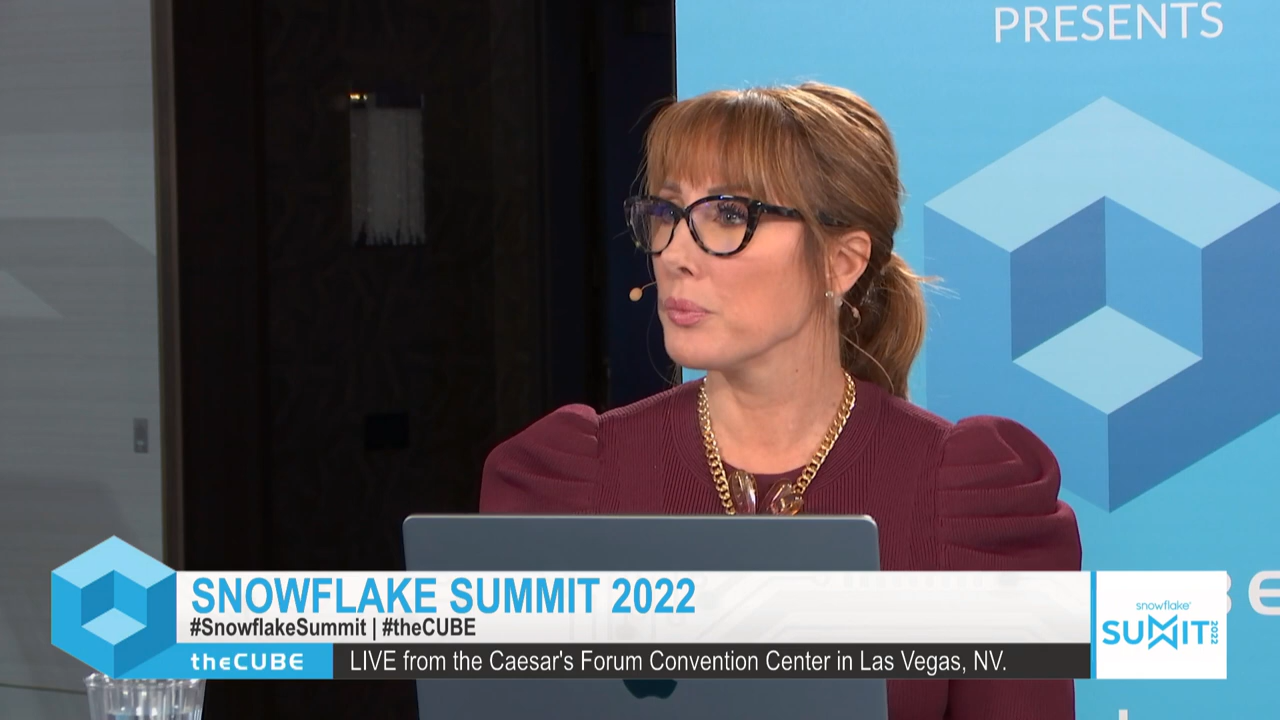 PRESENTS
SNOWFLAKE SUMMIT 2022
#SnowflakeSummit | #theCUBE
theCUBE
LIVE from the Caesar's Forum Convention Center in Las Vegas, NV.
snowflake®
SUMMIT
2022